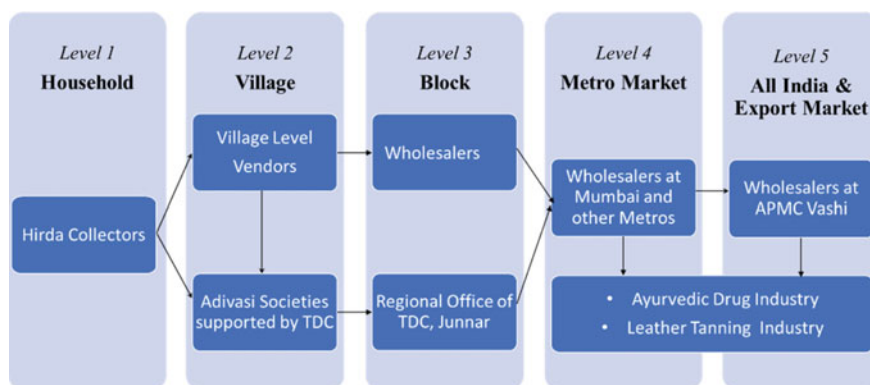 Level 1
Household
Hirda Collectors
Level 2
Village
Village Level
Vendors
Adivasi Societies
supported by TDC
Level 3
Block
Wholesalers
Regional Office of
TDC, Junnar
Level 4
Metro Market
Wholesalers at
Mumbai and
other Metros
Level 5
All India &
Export Market
Wholesalers at
APMC Vashi
• Ayurvedic Drug Industry
• Leather Tanning Industry